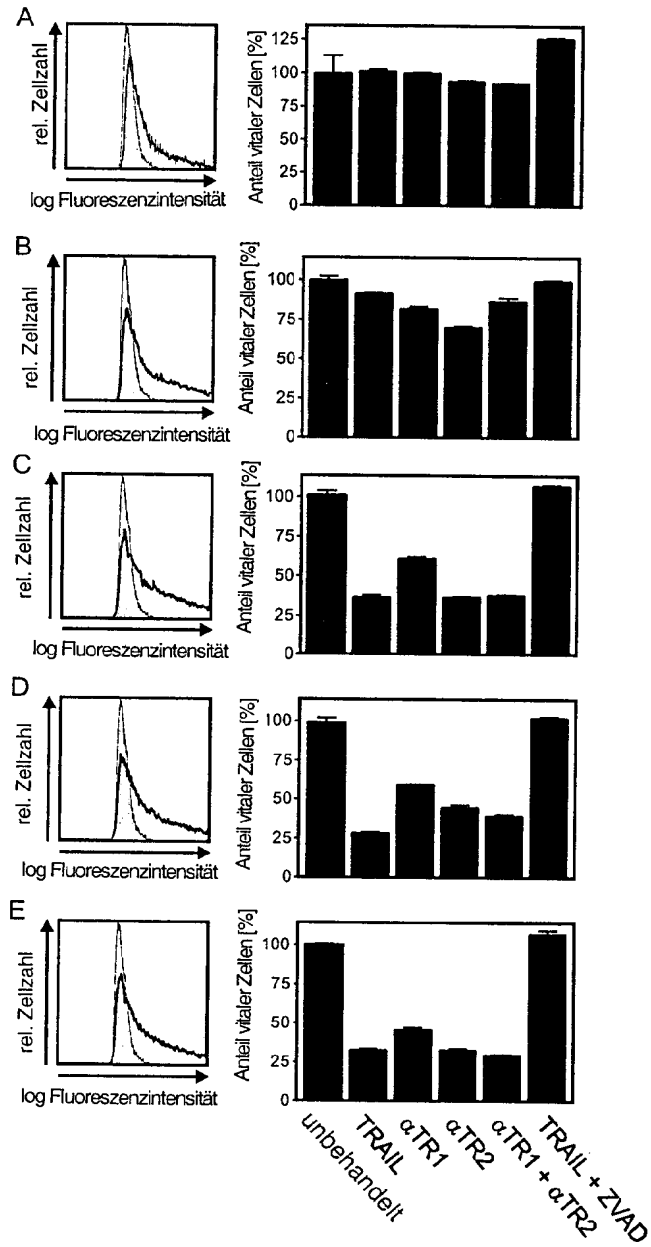 A
rel. Zellzahl
log Fluoreszenzintensität
Anteil vitaler Zellen [%]
125
100
75
50
25
0
B
rel. Zellzahl
log Fluoreszenzintensität
Anteil vitaler Zellen [%]
100
75
50
25
0
C
rel. Zellzahl
log Fluoreszenzintensität
Anteil vitaler Zellen [%]
100
75
50
25
0
D
rel. Zellzahl
log Fluoreszenzintensität
Anteil vitaler Zellen [%]
100
75
50
25
0
E
rel. Zellzahl
log Fluoreszenzintensität
Anteil vitaler Zellen [%]
100
75
50
25
0
unbehandelt
TRAIL
αTR1
αTR2
αTR1 + αTR2
TRAIL + ZVAD